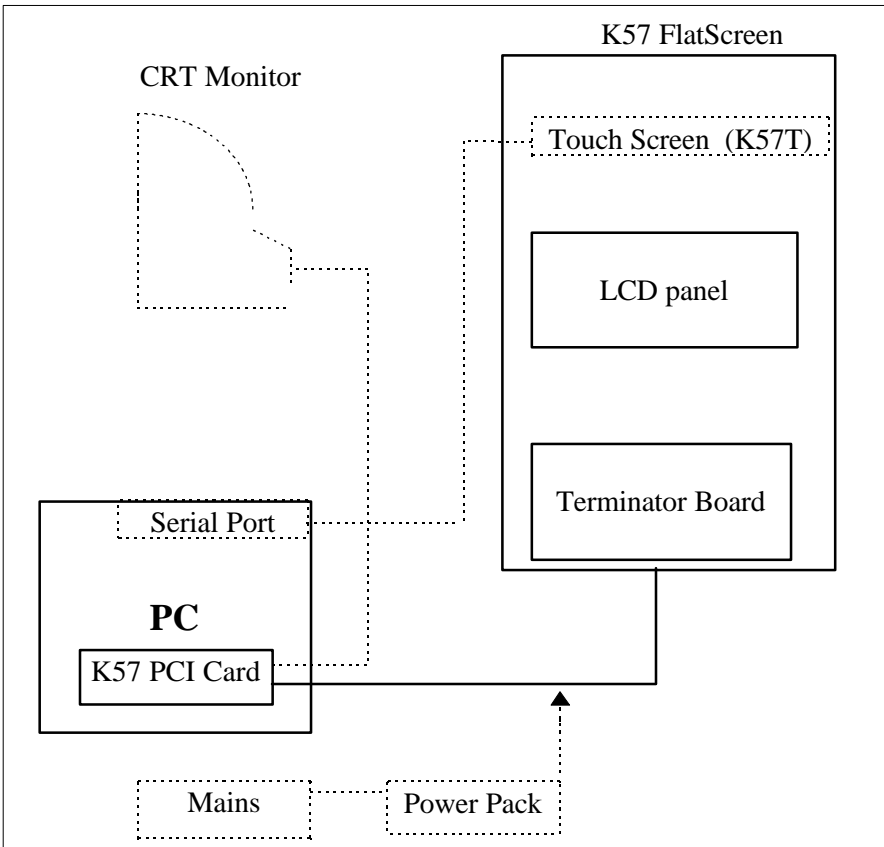 K57 FlatScreen
CRT Monitor
Touch Screen (K57T)
LCD panel
Terminator Board
Serial Port
PC
K57 PCI Card
Mains
Power Pack